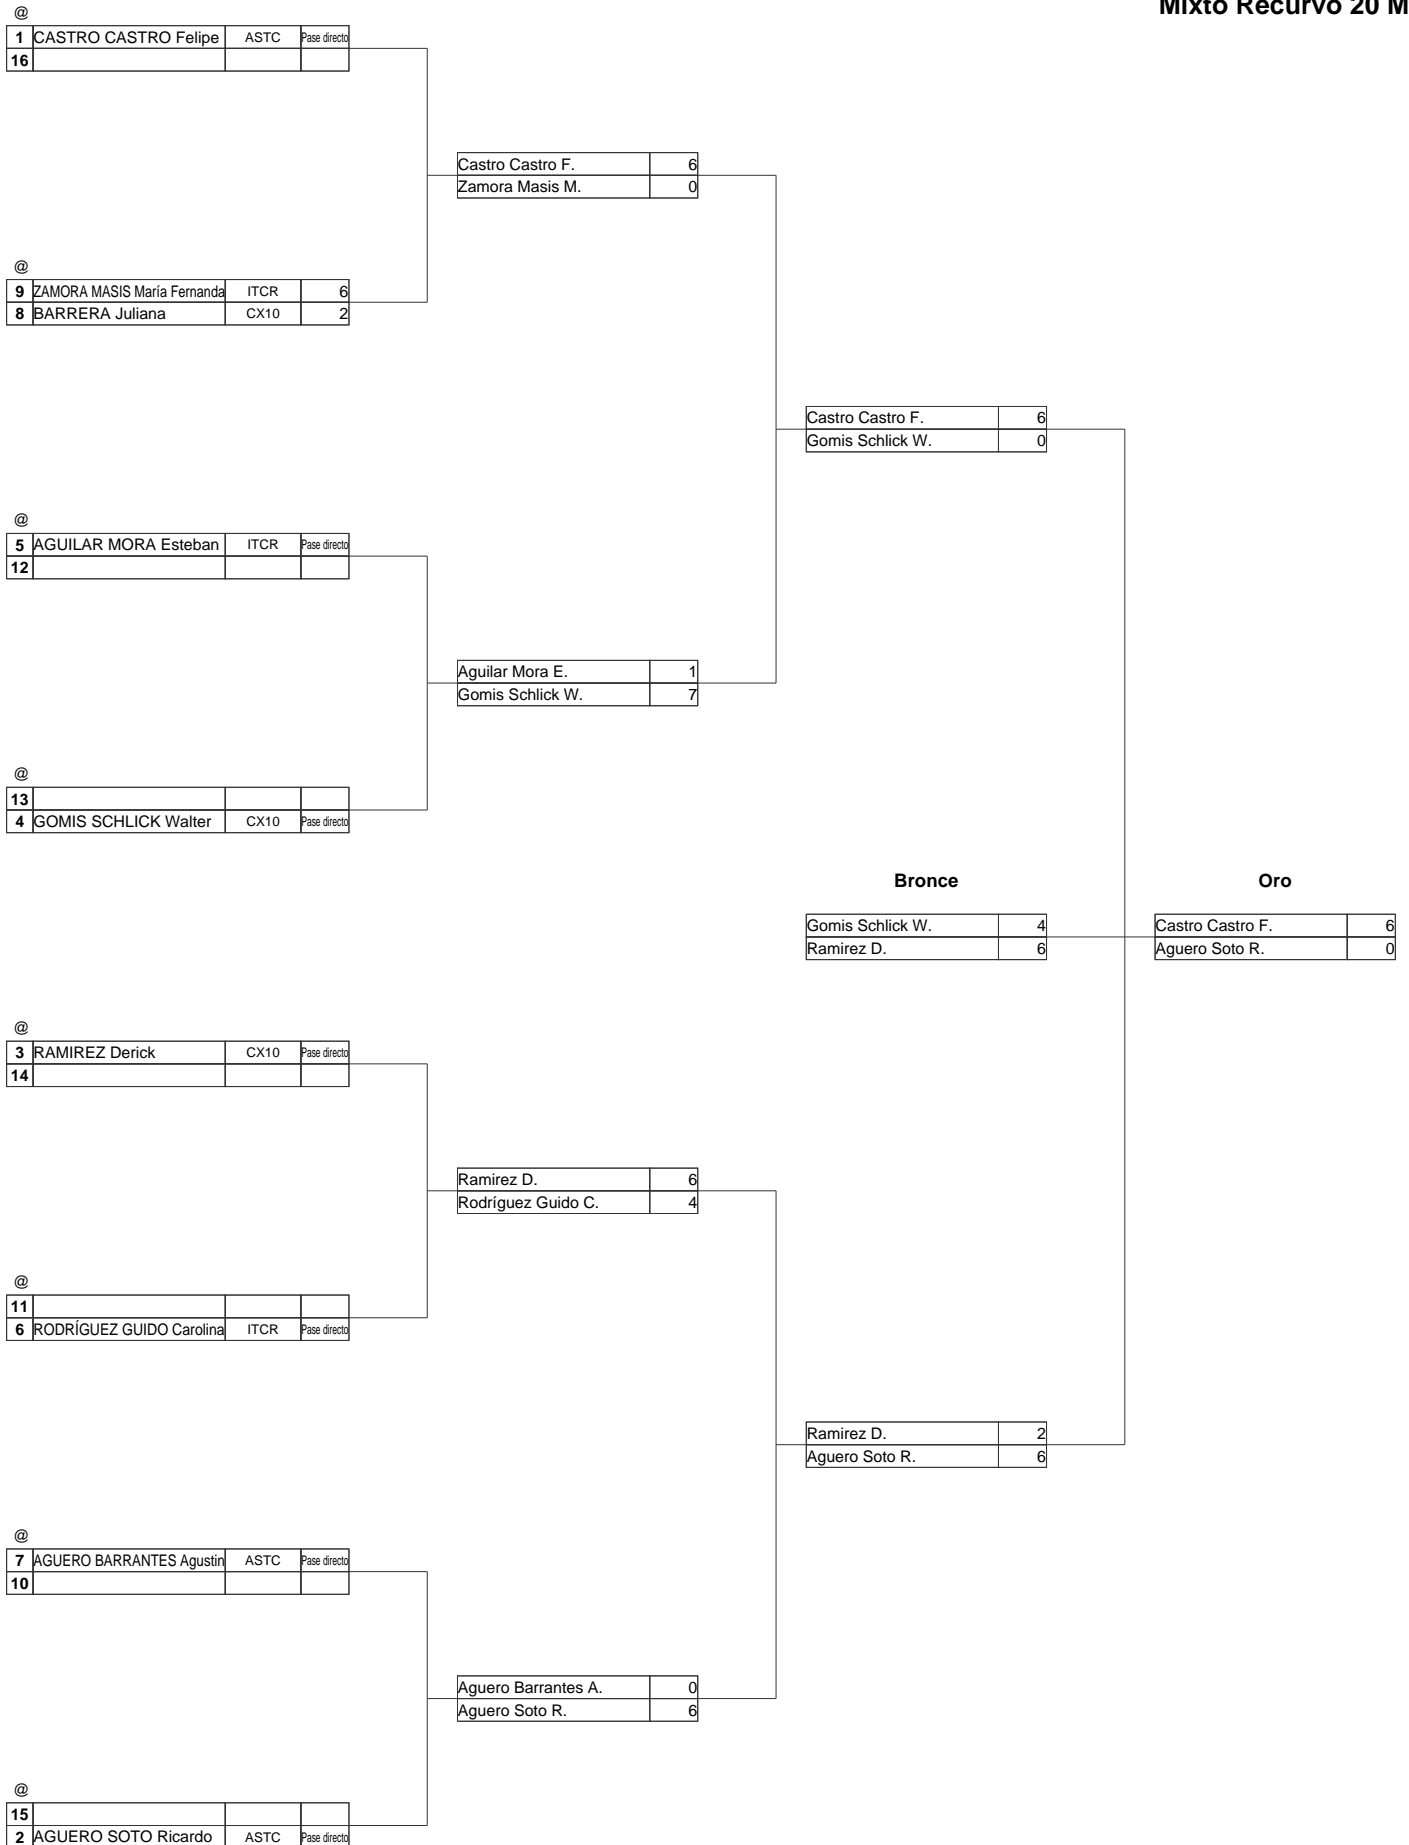 Mixto Recurvo 20 M
@
1 CASTRO CASTRO Felipe ASTC Pase directo
16
Castro Castro F. 6
Zamora Masis M. 0
@
9 ZAMORA MASIS María Fernanda ITCR 6
8 BARRERA Juliana CX10 2
Castro Castro F. 6
Gomis Schlick W. 0
@
5 AGUILAR MORA Esteban ITCR Pase directo
12
Aguilar Mora E. 1
Gomis Schlick W. 7
@
13
4 GOMIS SCHLICK Walter CX10 Pase directo
Bronce Oro
Gomis Schlick W. 4 Castro Castro F. 6
Ramirez D. 6 Aguero Soto R. 0
@
3 RAMIREZ Derick CX10 Pase directo
14
Ramirez D. 6
Rodríguez Guido C. 4
@
11
6 RODRÍGUEZ GUIDO Carolina ITCR Pase directo
Ramirez D. 2
Aguero Soto R. 6
@
7 AGUERO BARRANTES Agustin ASTC Pase directo
10
Aguero Barrantes A. 0
Aguero Soto R. 6
@
15
2 AGUERO SOTO Ricardo ASTC Pase directo